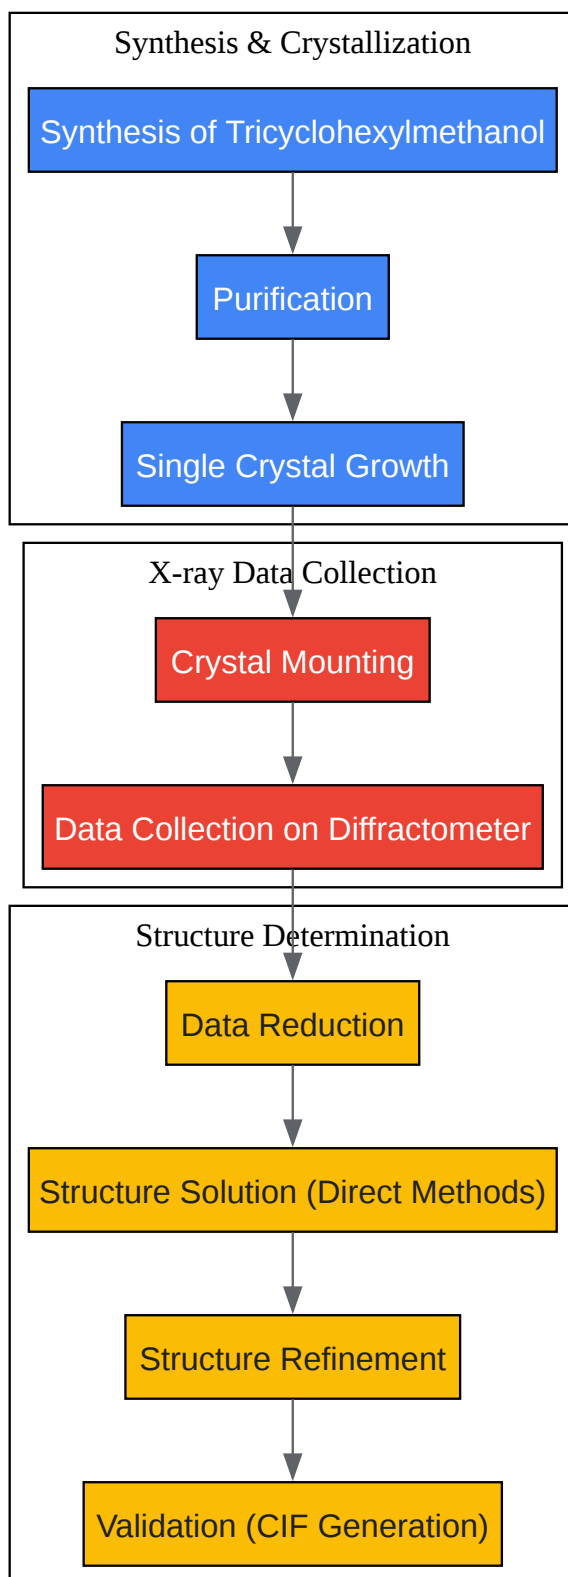 Synthesis & Crystallization
Synthesis of Tricyclohexylmethanol
Purification
Single Crystal Growth
X-ray Data Collection
Crystal Mounting
Data Collection on Diffractometer
Structure Determination
Data Reduction
Structure Solution (Direct Methods)
Structure Refinement
Validation (CIF Generation)